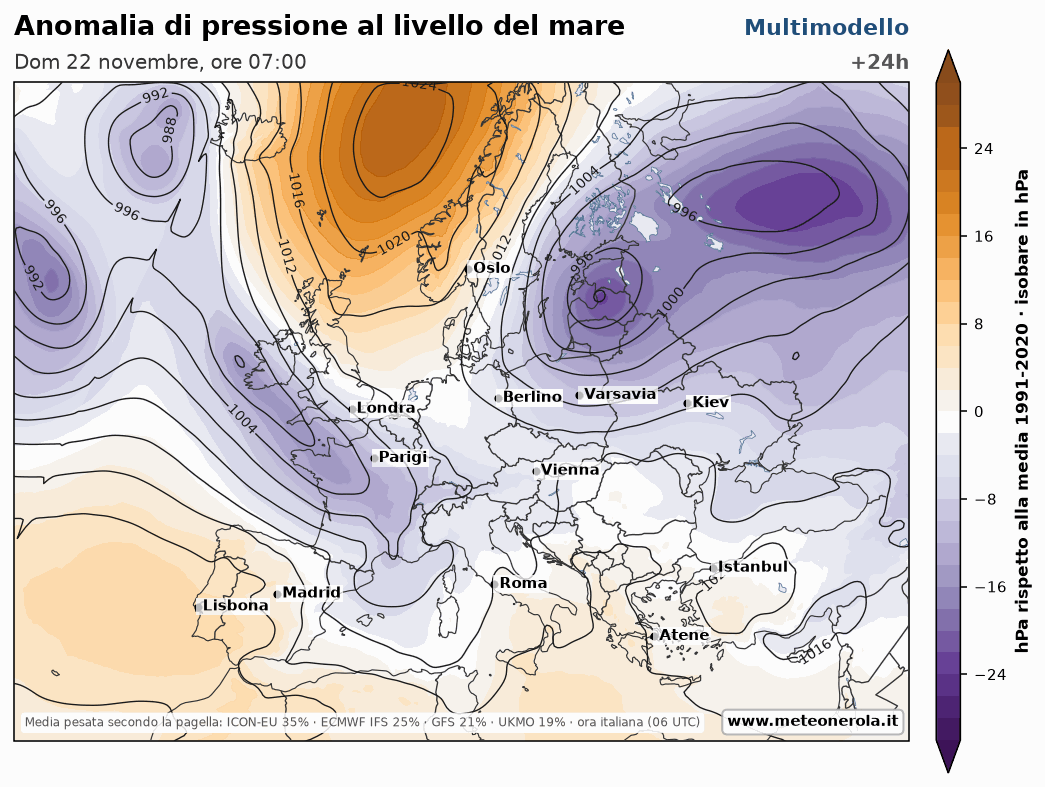 Anomalia di pressione al livello del mare
Multimodello
Dom 22 novembre, ore 07:00
+24h
992
988
1024
996
996
992
1016
1012
1020
1012
1004
996
996
1000
1004
1016
Oslo
Londra
Berlino
Varsavia
Kiev
Parigi
Vienna
Istanbul
Roma
Madrid
Lisbona
Atene
24
16
8
0
−8
−16
−24
hPa rispetto alla media 1991-2020 · isobare in hPa
Media pesata secondo la pagella: ICON-EU 35% · ECMWF IFS 25% · GFS 21% · UKMO 19% · ora italiana (06 UTC)
www.meteonerola.it